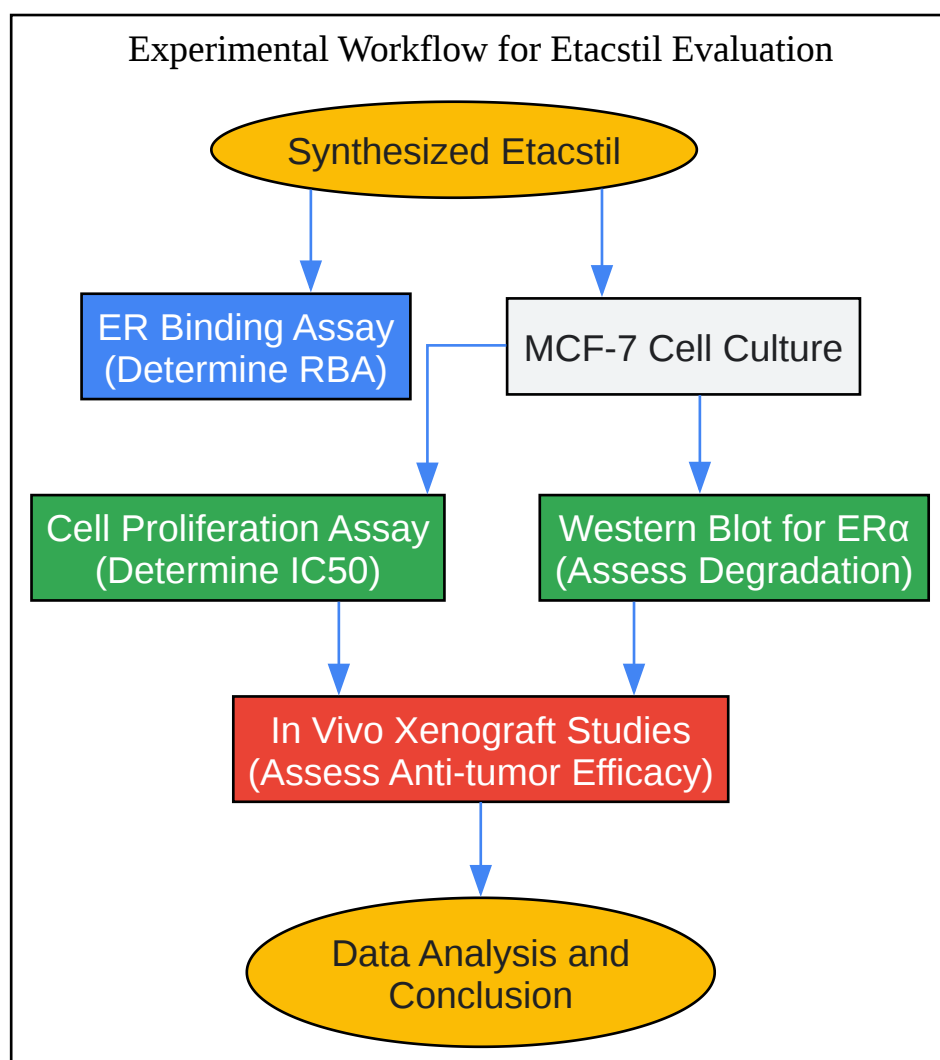 Experimental Workflow for Etacstil Evaluation
Synthesized Etacstil
ER Binding Assay
(Determine RBA)
MCF-7 Cell Culture
Cell Proliferation Assay
(Determine IC50)
Western Blot for ERα
(Assess Degradation)
In Vivo Xenograft Studies
(Assess Anti-tumor Efficacy)
Data Analysis and
Conclusion